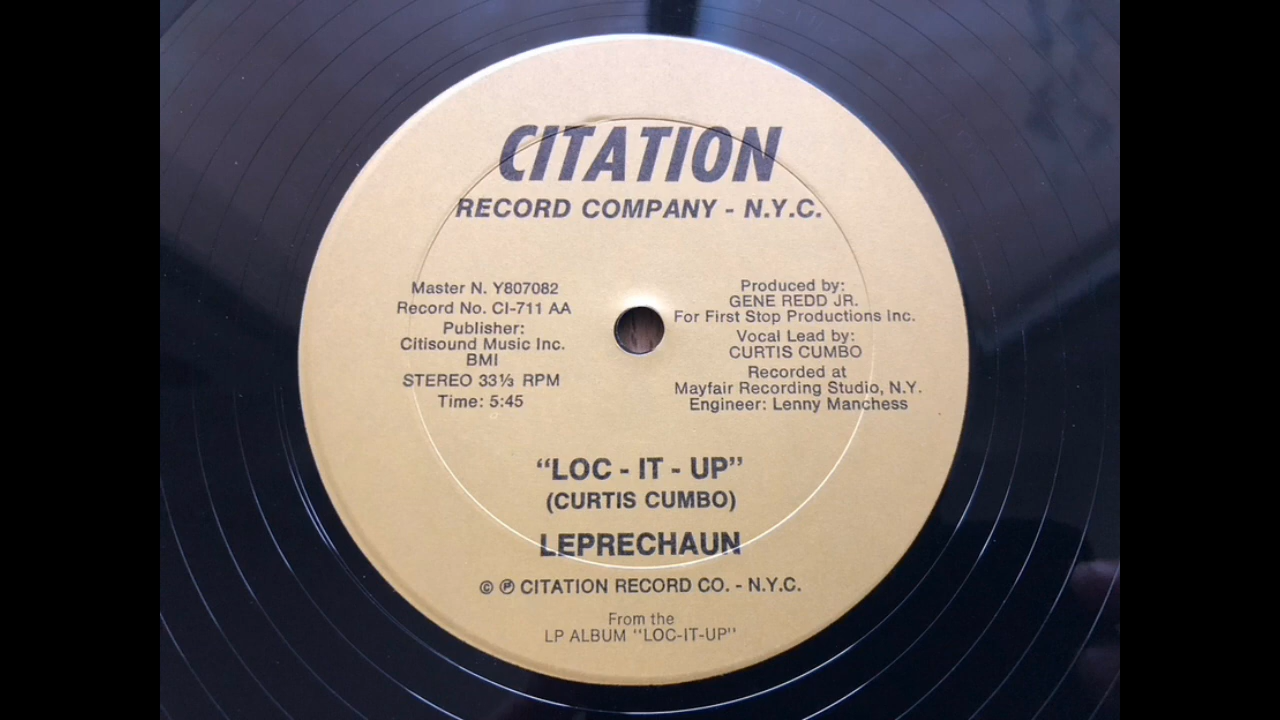 CITATION
RECORD COMPANY - N.Y.C.
Master N. Y807082
Record No. CI-711 AA
Publisher:
Citisound Music Inc.
BMI
STEREO 33⅓ RPM
Time: 5:45
Produced by:
GENE REDD JR.
For First Stop Productions Inc.
Vocal Lead by:
CURTIS CUMBO
Recorded at
Mayfair Recording Studio, N.Y.
Engineer: Lenny Manchess
“LOC - IT - UP”
(CURTIS CUMBO)
LEPRECHAUN
© ℗ CITATION RECORD CO. - N.Y.C.
From the
LP ALBUM “LOC-IT-UP”